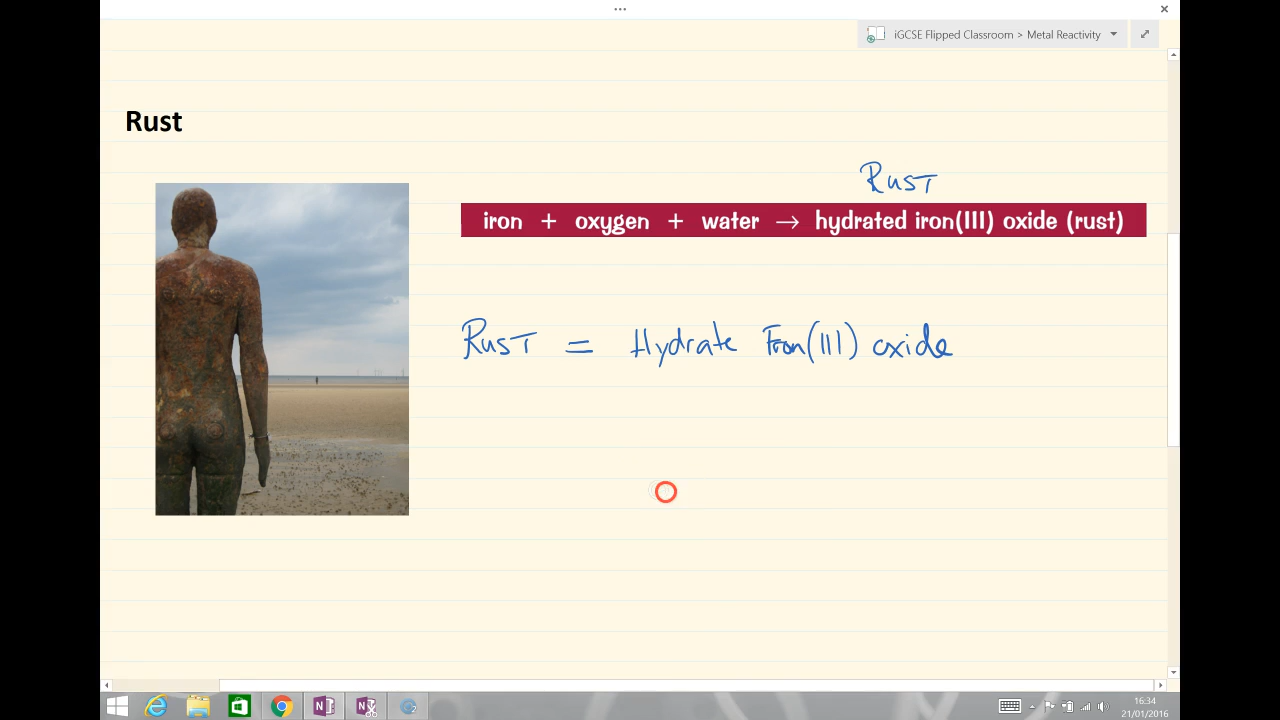 iGCSE Flipped Classroom > Metal Reactivity
Rust
RUST
iron + oxygen + water → hydrated iron(III) oxide (rust)
RUST = Hydrate Iron(III) oxide
16:34
21/01/2016